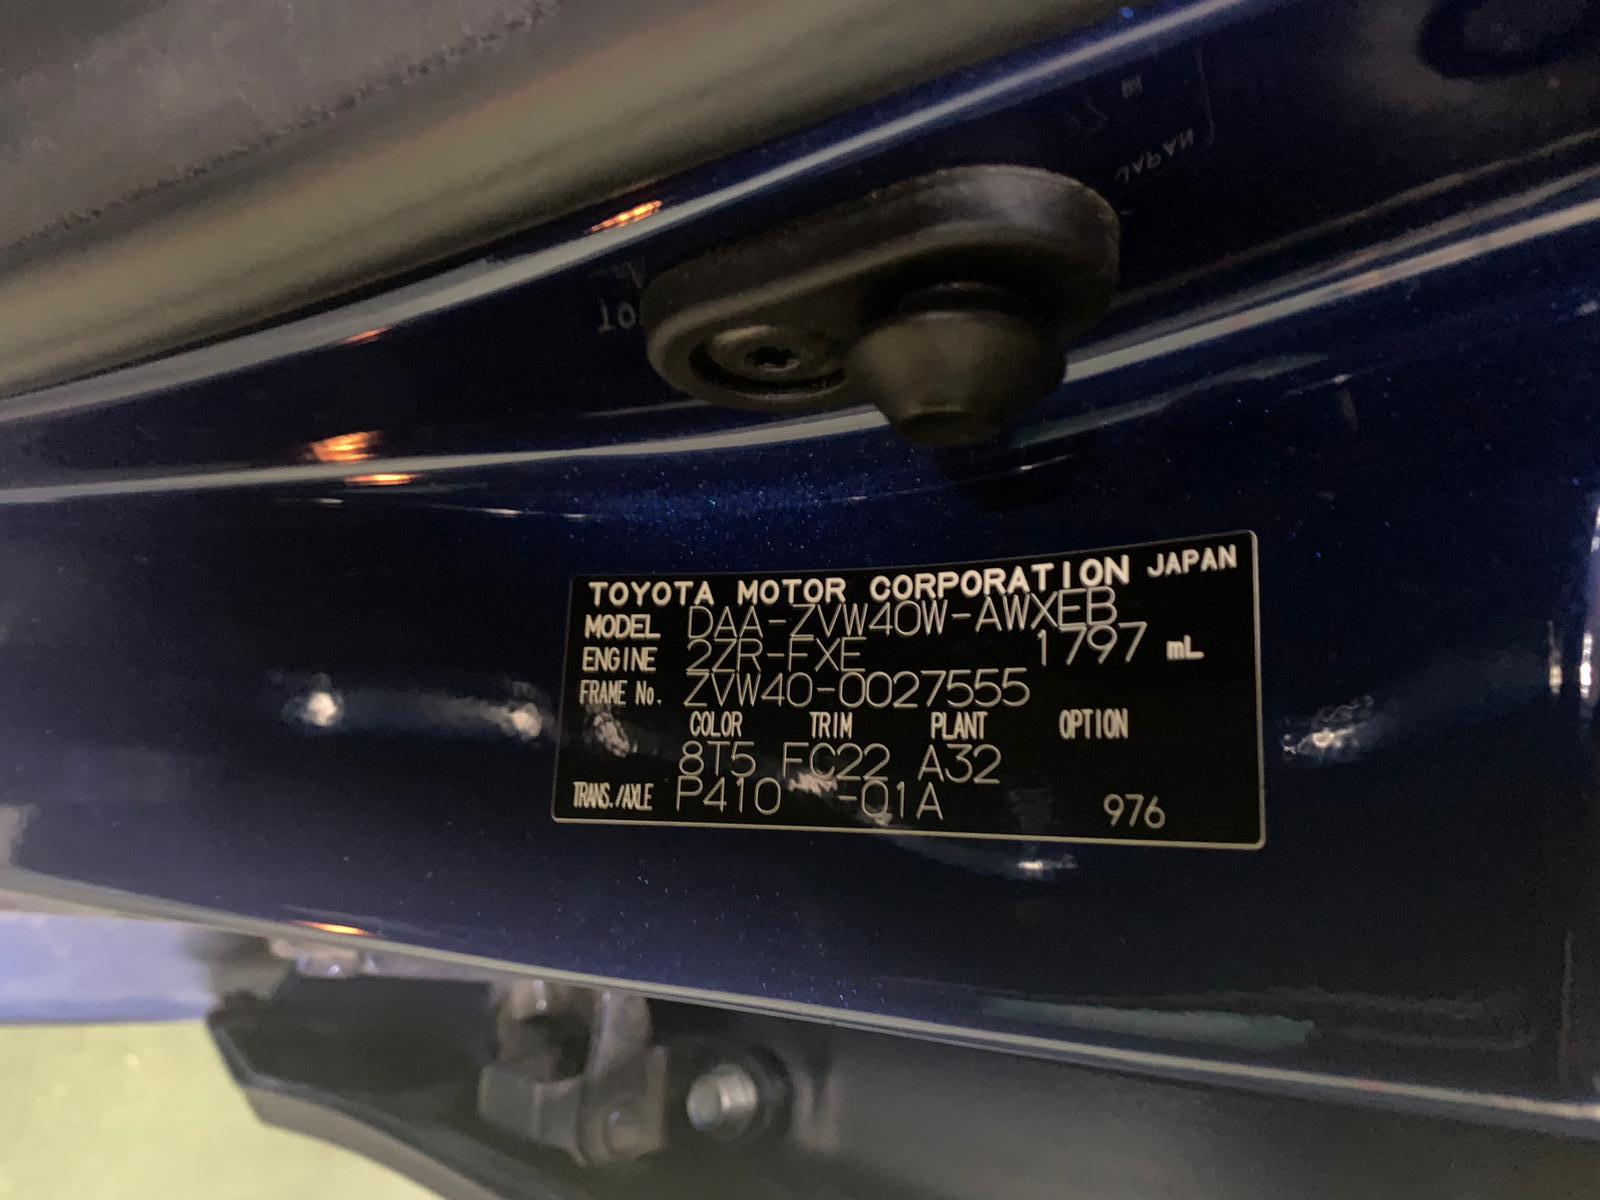 TOYOTA MOTOR CORPORATION JAPAN
MODEL DAA-ZVW40W-AWXEB
ENGINE 2ZR-FXE 1797 mL
FRAME No. ZVW40-0027555
COLOR TRIM PLANT OPTION
8T5 FC22 A32
TRANS./AXLE P410 -01A 976